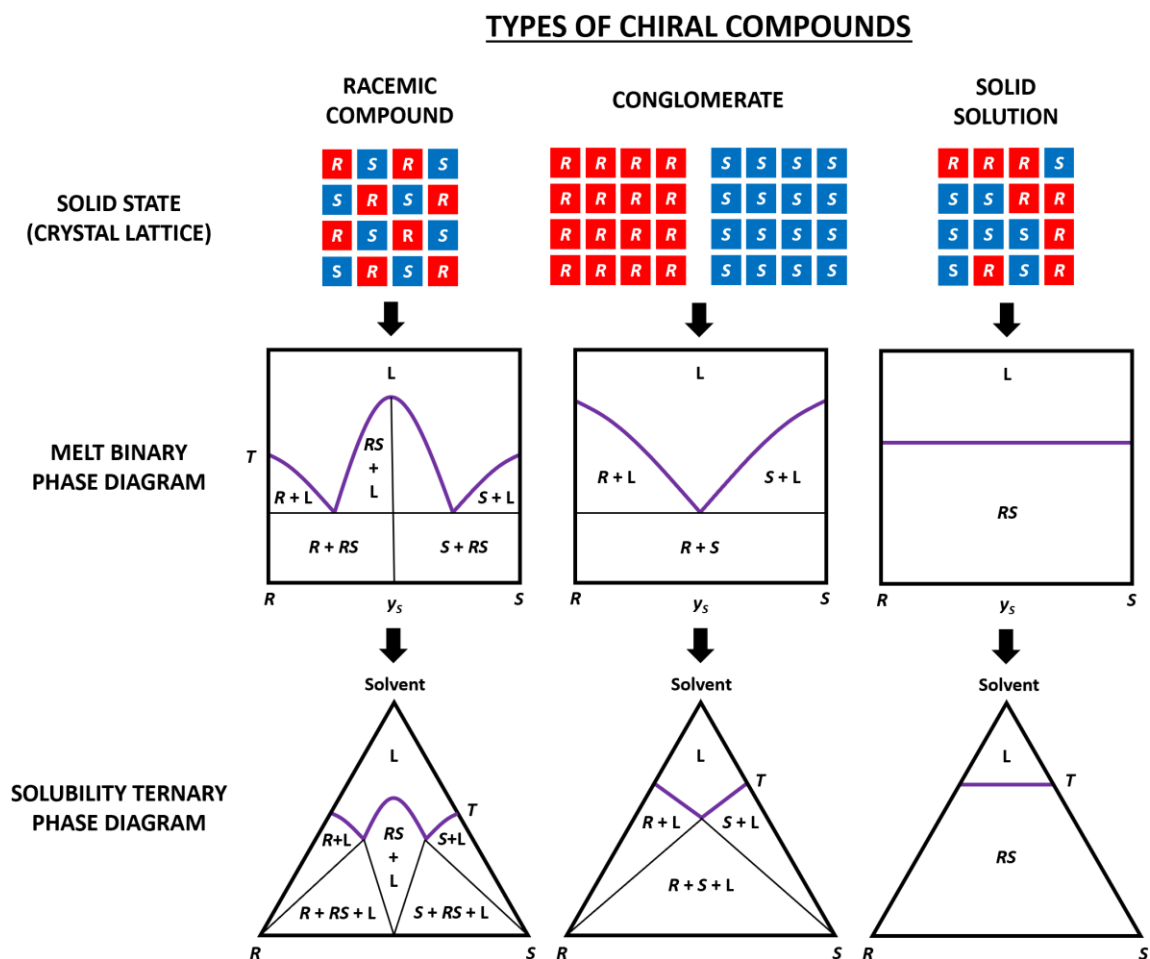 TYPES OF CHIRAL COMPOUNDS
RACEMIC
COMPOUND
CONGLOMERATE
SOLID
SOLUTION
SOLID STATE
(CRYSTAL LATTICE)
R S R S
S R S R
R S R S
S R S R
R R R R
R R R R
R R R R
R R R R
S S S S
S S S S
S S S S
S S S S
R R R S
S S R R
S S S R
S R S R
MELT BINARY
PHASE DIAGRAM
T
L
RS
+
L
R + L
S + L
R + RS
S + RS
R
yS
S
L
R + L
S + L
R + S
R
yS
S
L
RS
R
yS
S
SOLUBILITY TERNARY
PHASE DIAGRAM
Solvent
L
T
R+L
RS
+
L
S+L
R + RS + L
S + RS + L
R
S
Solvent
L
T
R + L
S + L
R + S + L
R
S
Solvent
L
T
RS
R
S